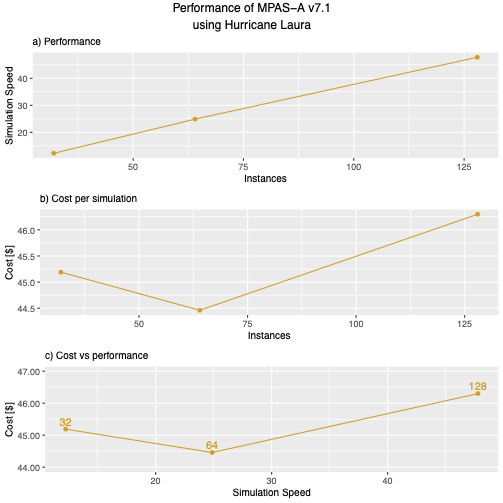 Performance of MPAS−A v7.1
using Hurricane Laura
a) Performance
Simulation Speed
40
30
20
50
75
100
125
Instances
b) Cost per simulation
Cost [$]
46.0
45.5
45.0
44.5
50
75
100
125
Instances
c) Cost vs performance
Cost [$]
47.00
46.00
45.00
44.00
32
64
128
20
30
40
Simulation Speed